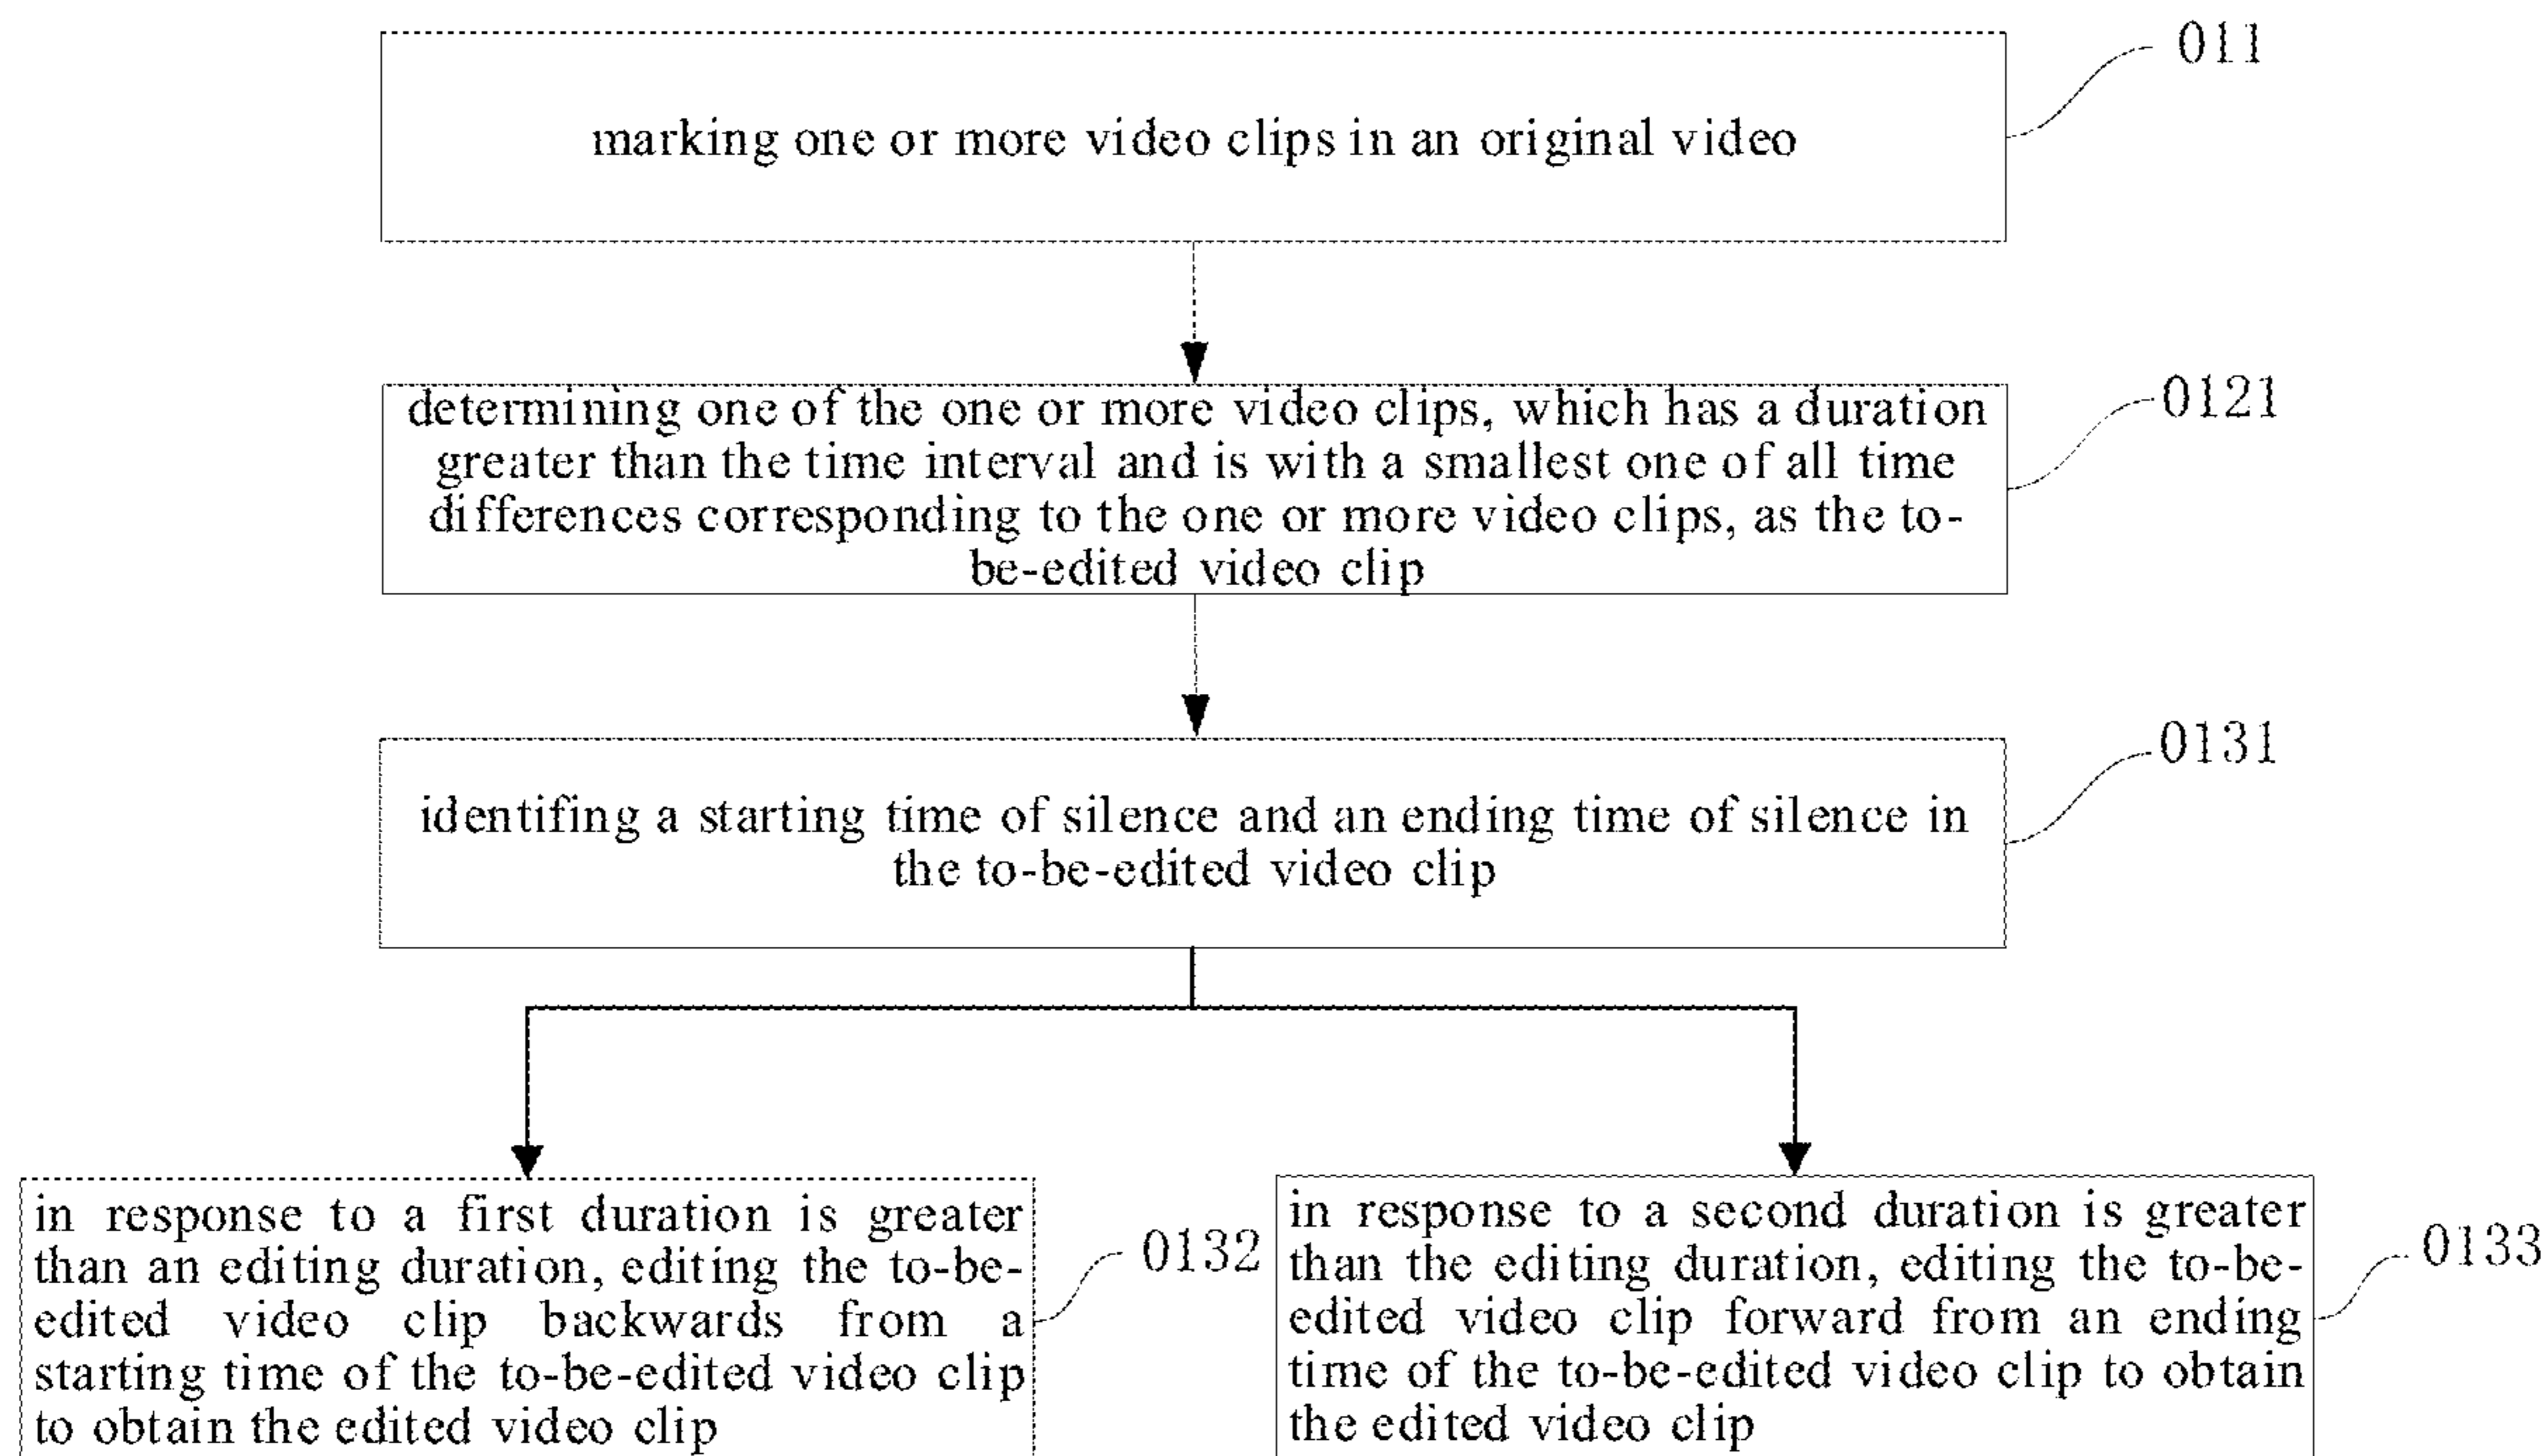 011
marking one or more video clips in an original video
0121
determining one of the one or more video clips, which has a duration
greater than the time interval and is with a smallest one of all time
differences corresponding to the one or more video clips, as the to-
be-edited video clip
0131
identifing a starting time of silence and an ending time of silence in
the to-be-edited video clip
in response to a first duration is greater
than an editing duration, editing the to-be-
edited video clip backwards from a
starting time of the to-be-edited video clip
to obtain the edited video clip
0132
in response to a second duration is greater
than the editing duration, editing the to-be-
edited video clip forward from an ending
time of the to-be-edited video clip to obtain
the edited video clip
0133